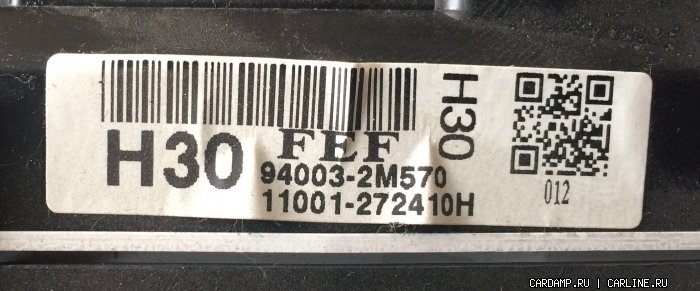 H30
FEF
94003-2M570
11001-272410H
H30
012
CARDAMP.RU | CARLINE.RU